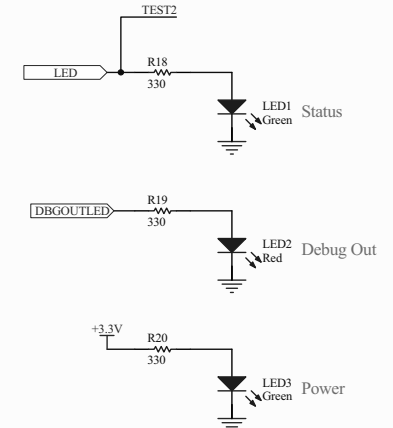 TEST2
LED
R18
330
LED1
Green
Status
DBGOUTLED
R19
330
LED2
Red
Debug Out
+3.3V
R20
330
LED3
Green
Power